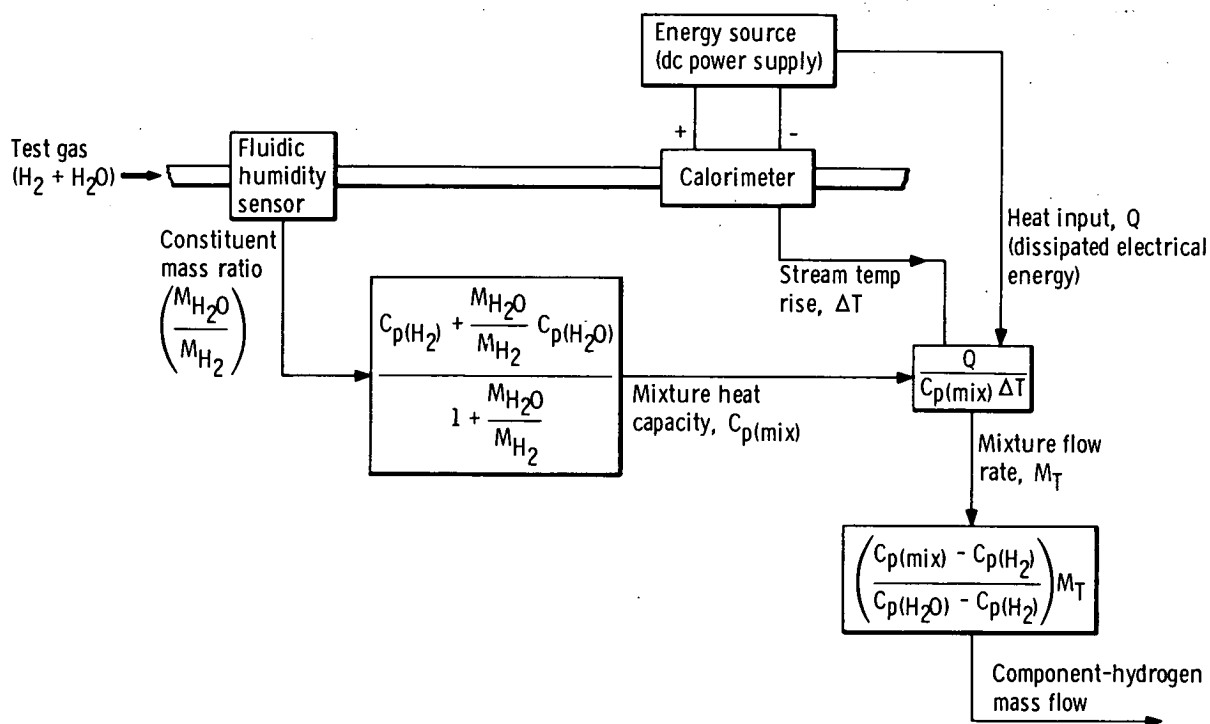 Energy source
(dc power supply)
+ -
Test gas
(H2 + H2O)
Fluidic
humidity
sensor
Calorimeter
Constituent
mass ratio
(MH2O / MH2)
Heat input, Q
(dissipated electrical
energy)
Stream temp
rise, ΔT
Cp(H2) + MH2O / MH2 Cp(H2O)
1 + MH2O / MH2
Mixture heat
capacity, Cp(mix)
Q
Cp(mix) ΔT
Mixture flow
rate, MT
(Cp(mix) - Cp(H2) / Cp(H2O) - Cp(H2)) MT
Component-hydrogen
mass flow